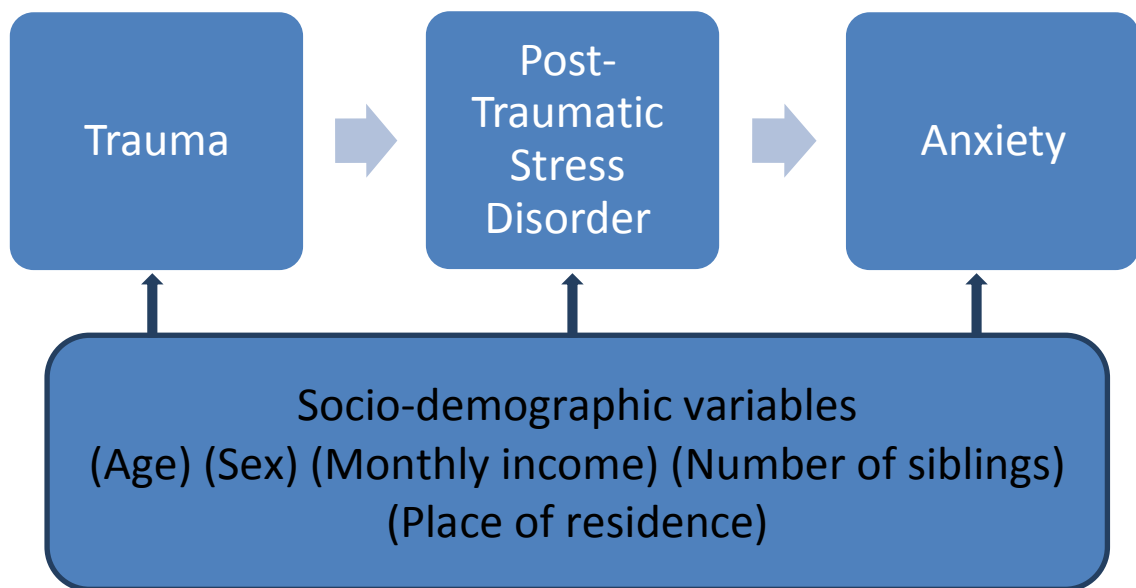 Trauma
Post-
Traumatic
Stress
Disorder
Anxiety
Socio-demographic variables
(Age) (Sex) (Monthly income) (Number of siblings)
(Place of residence)